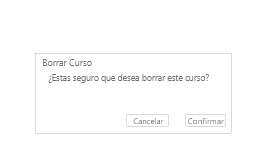 Borrar Curso
¿Estas seguro que desea borrar este curso?
Cancelar
Confirmar